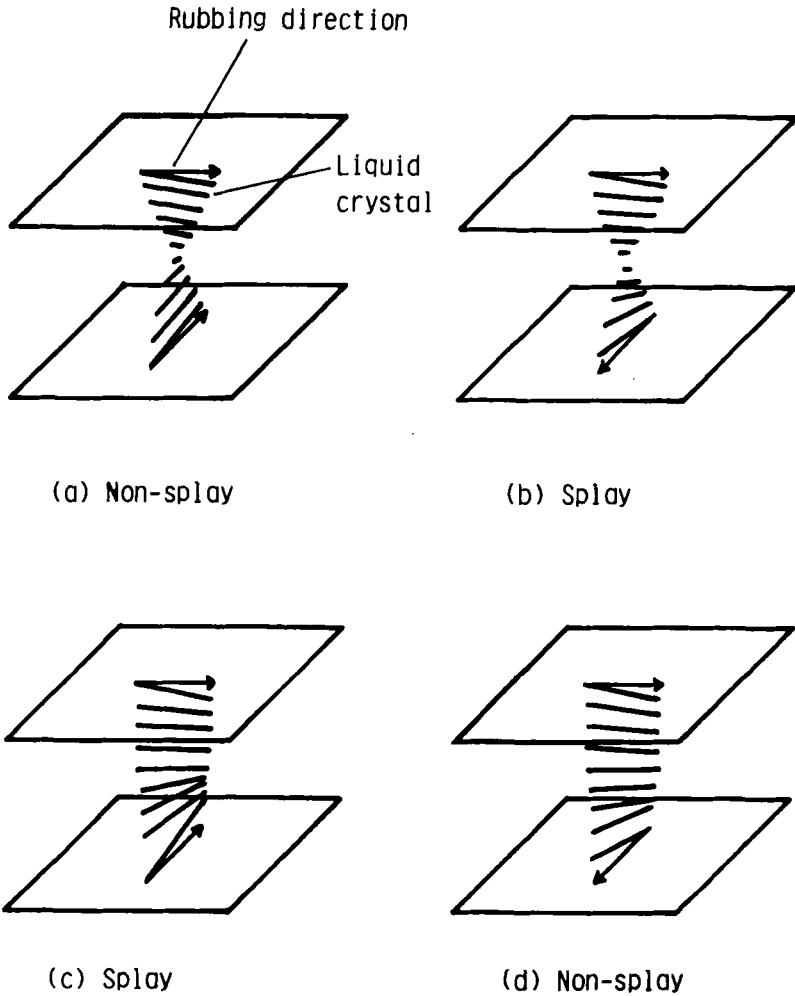 Rubbing direction
Liquid
crystal
(a) Non-splay
(b) Splay
(c) Splay
(d) Non-splay